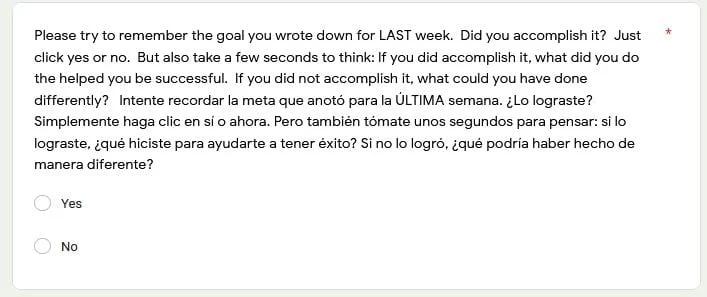 Please try to remember the goal you wrote down for LAST week.  Did you accomplish it?  Just *
click yes or no.  But also take a few seconds to think: If you did accomplish it, what did you do
the helped you be successful.  If you did not accomplish it, what could you have done
differently?   Intente recordar la meta que anotó para la ÚLTIMA semana. ¿Lo lograste?
Simplemente haga clic en sí o ahora. Pero también tómate unos segundos para pensar: si lo
lograste, ¿qué hiciste para ayudarte a tener éxito? Si no lo logró, ¿qué podría haber hecho de
manera diferente?
Yes
No